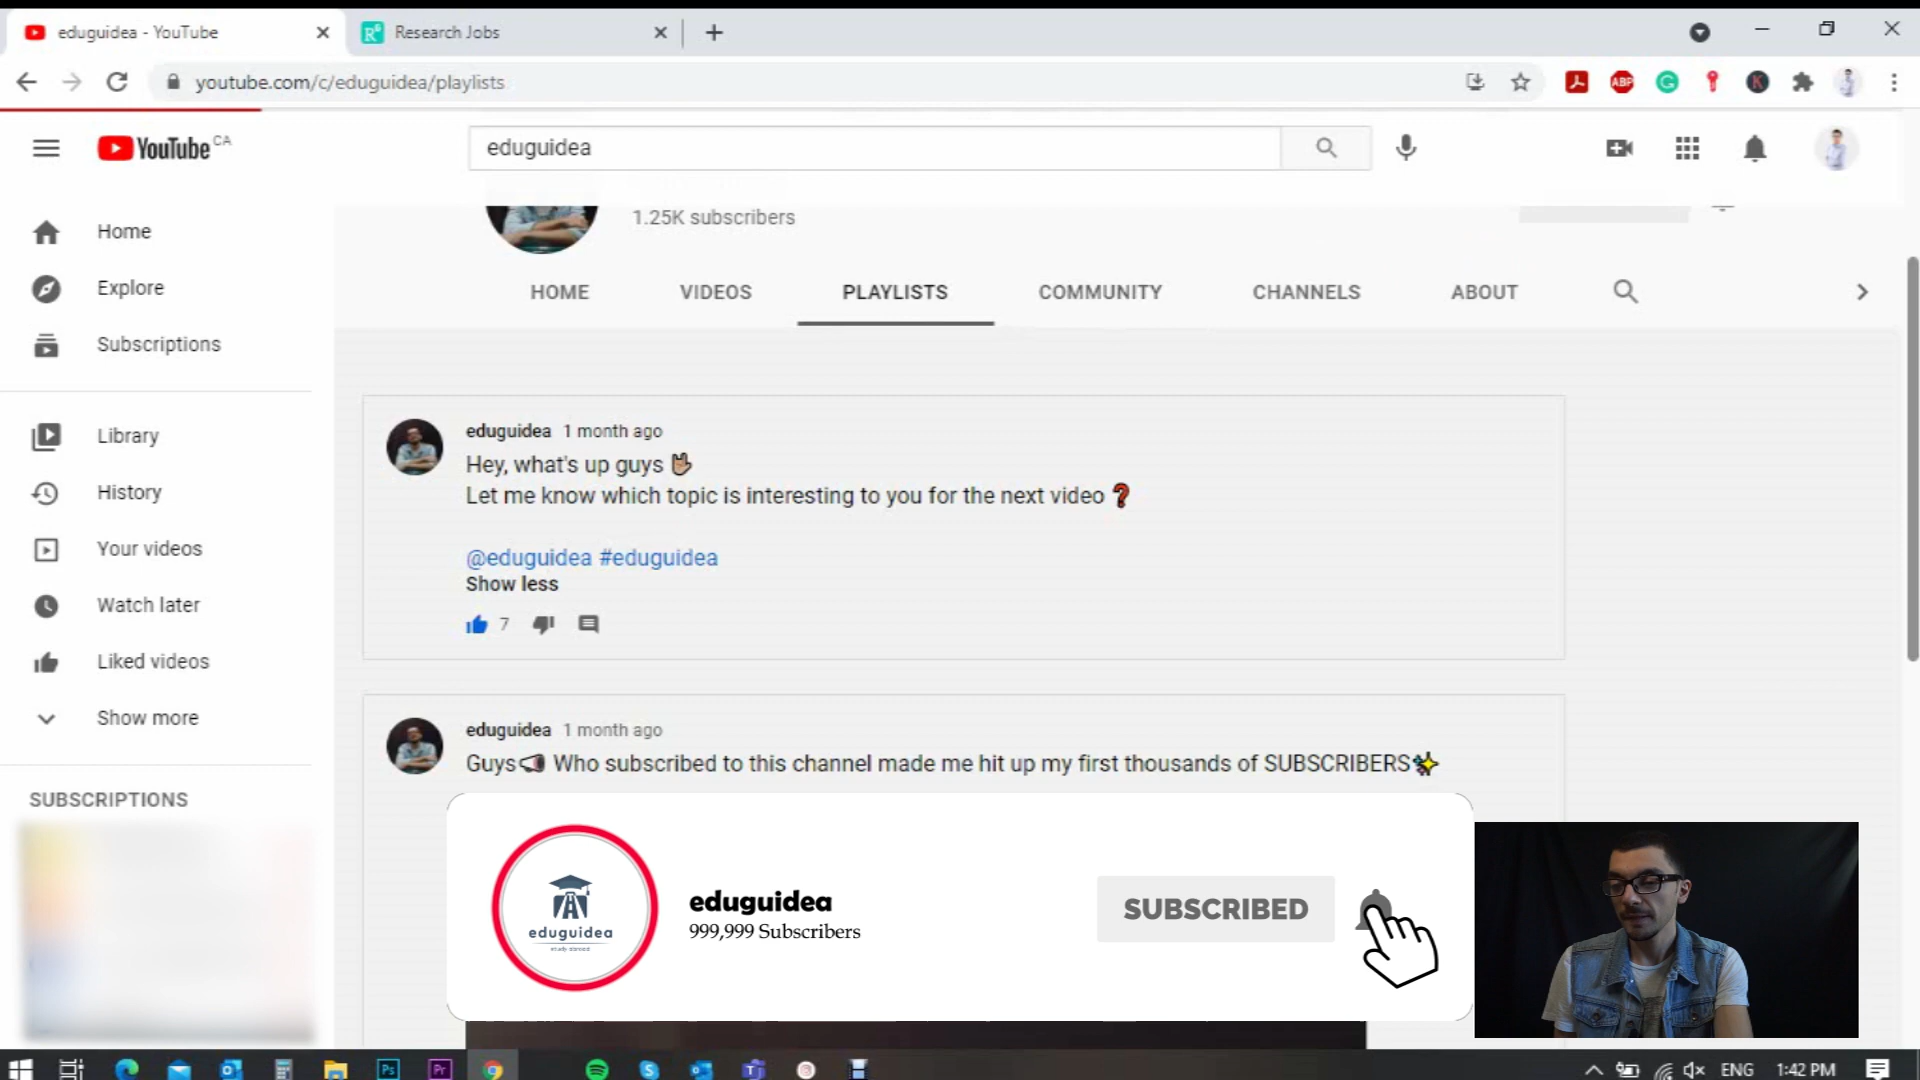 eduguidea - YouTube
Research Jobs
youtube.com/c/eduguidea/playlists
ABP
YouTube CA
eduguidea
1.25K subscribers
HOME
VIDEOS
PLAYLISTS
COMMUNITY
CHANNELS
ABOUT
Home
Explore
Subscriptions
Library
History
Your videos
Watch later
Liked videos
Show more
SUBSCRIPTIONS
eduguidea 1 month ago
Hey, what's up guys
Let me know which topic is interesting to you for the next video ❓
@eduguidea #eduguidea
Show less
7
eduguidea 1 month ago
Guys Who subscribed to this channel made me hit up my first thousands of SUBSCRIBERS
eduguidea
study abroad
eduguidea
999,999 Subscribers
SUBSCRIBED
Ps
Pr
ENG
1:42 PM